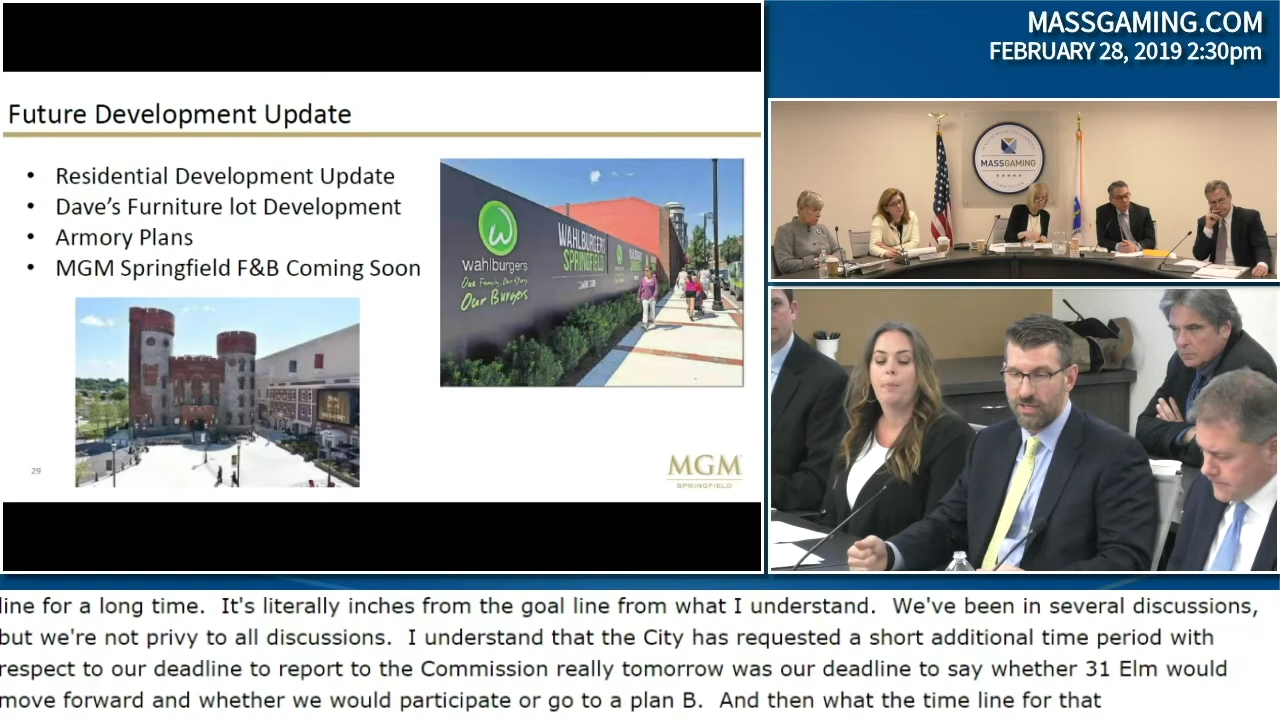 MASSGAMING.COM
FEBRUARY 28, 2019 2:30pm
Future Development Update
• Residential Development Update
• Dave's Furniture lot Development
• Armory Plans
• MGM Springfield F&B Coming Soon
wahlburgers
Our Family, Our Story,
Our Burgers
WAHLBURGERS
SPRINGFIELD
29
MGM
SPRINGFIELD
MASSGAMING
line for a long time. It's literally inches from the goal line from what I understand. We've been in several discussions,
but we're not privy to all discussions. I understand that the City has requested a short additional time period with
respect to our deadline to report to the Commission really tomorrow was our deadline to say whether 31 Elm would
move forward and whether we would participate or go to a plan B. And then what the time line for that